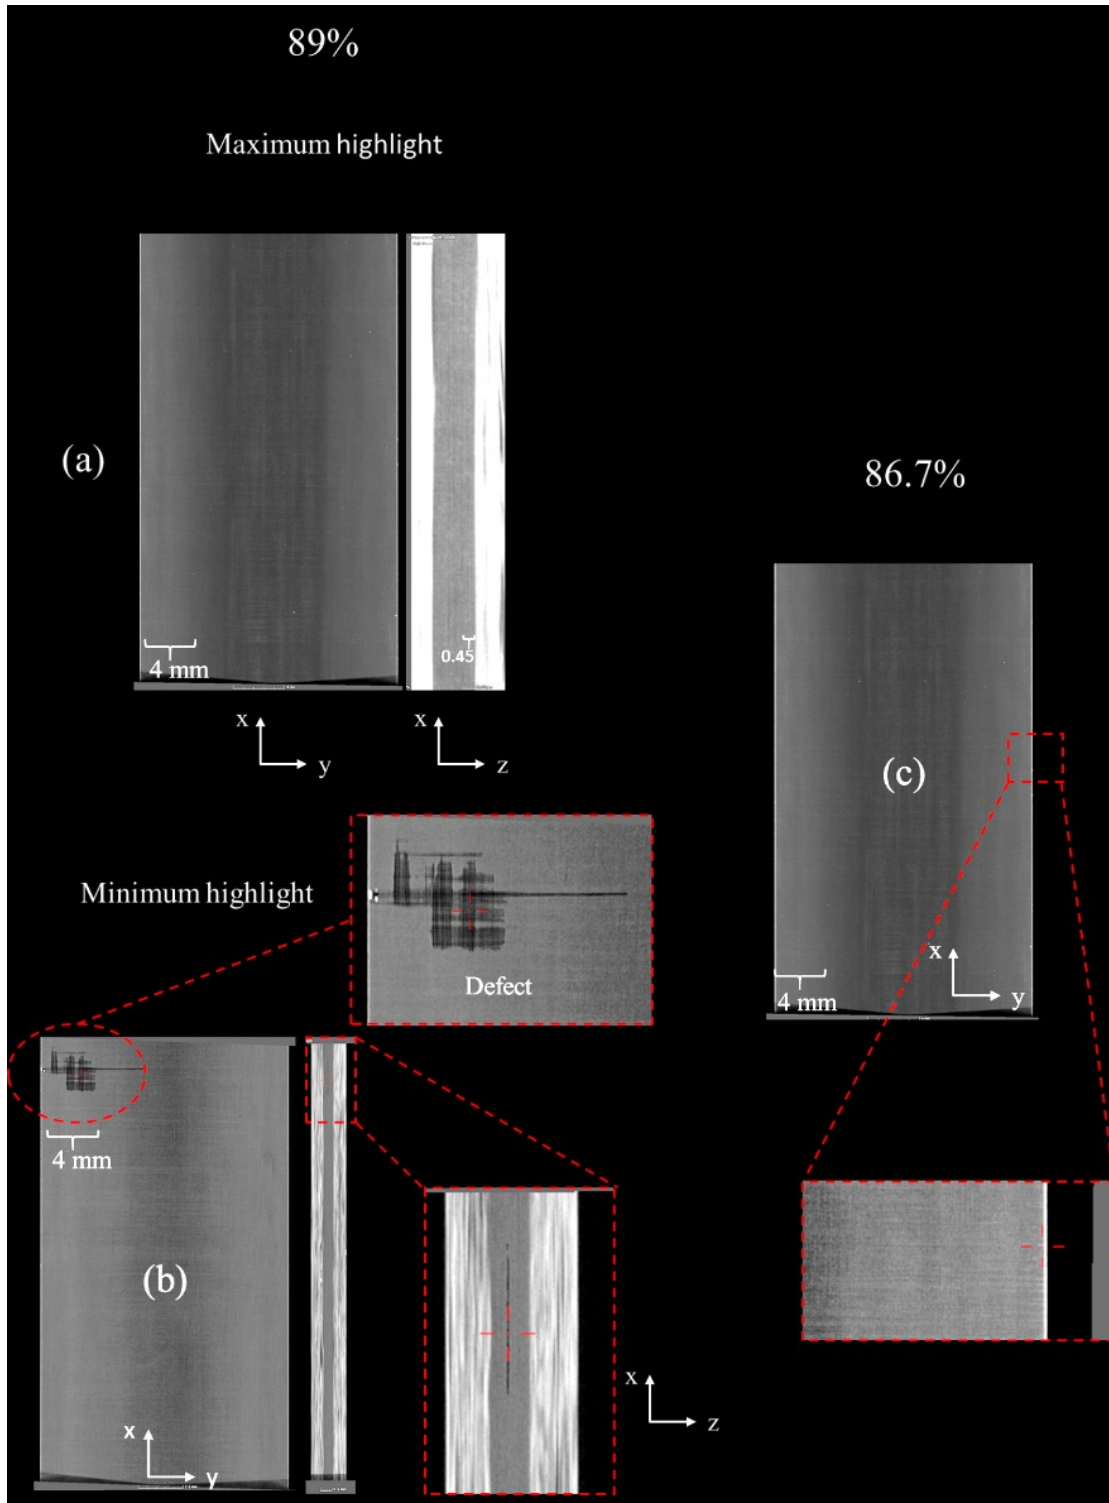 89%
Maximum highlight
(a)
4 mm
0.45
x
y
x
z
86.7%
(c)
x
y
4 mm
Minimum highlight
Defect
4 mm
(b)
x
y
x
z